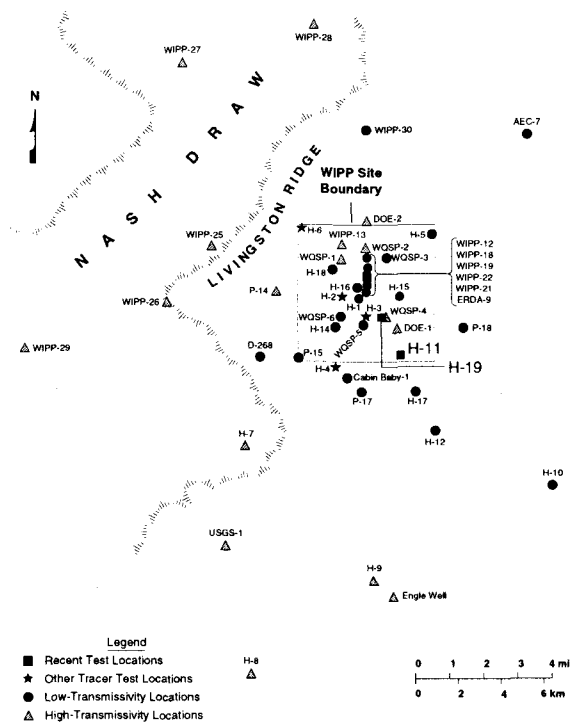 WIPP-28
WIPP-27
N
NASH DRAW
WIPP-30
AEC-7
LIVINGSTON RIDGE
WIPP Site
Boundary
DOE-2
H-6
H-5
WIPP-13
WIPP-25
WQSP-2
WQSP-1
WQSP-3
WIPP-12
WIPP-18
WIPP-19
WIPP-22
WIPP-21
ERDA-9
H-18
P-14
H-16
H-15
H-2
WIPP-26
H-1
H-3
WQSP-6
WQSP-4
H-14
DOE-1
P-18
WIPP-29
D-268
WQSP-5
H-11
P-15
H-19
H-4
Cabin Baby-1
P-17
H-17
H-12
H-7
H-10
USGS-1
H-9
Engle Well
Legend
H-8
Recent Test Locations
Other Tracer Test Locations
Low-Transmissivity Locations
High-Transmissivity Locations
0 1 2 3 4 mi
0 2 4 6 km